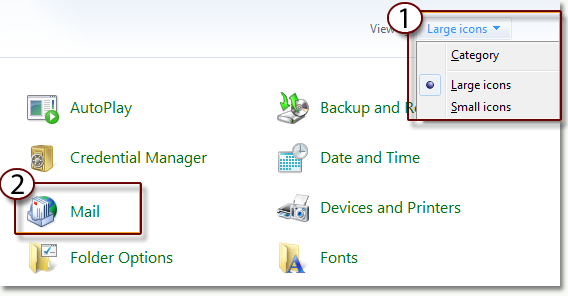 1
View
Large icons
Category
Large icons
Small icons
AutoPlay
Backup and
Credential Manager
Date and Time
2
Mail
Devices and Printers
Folder Options
Fonts